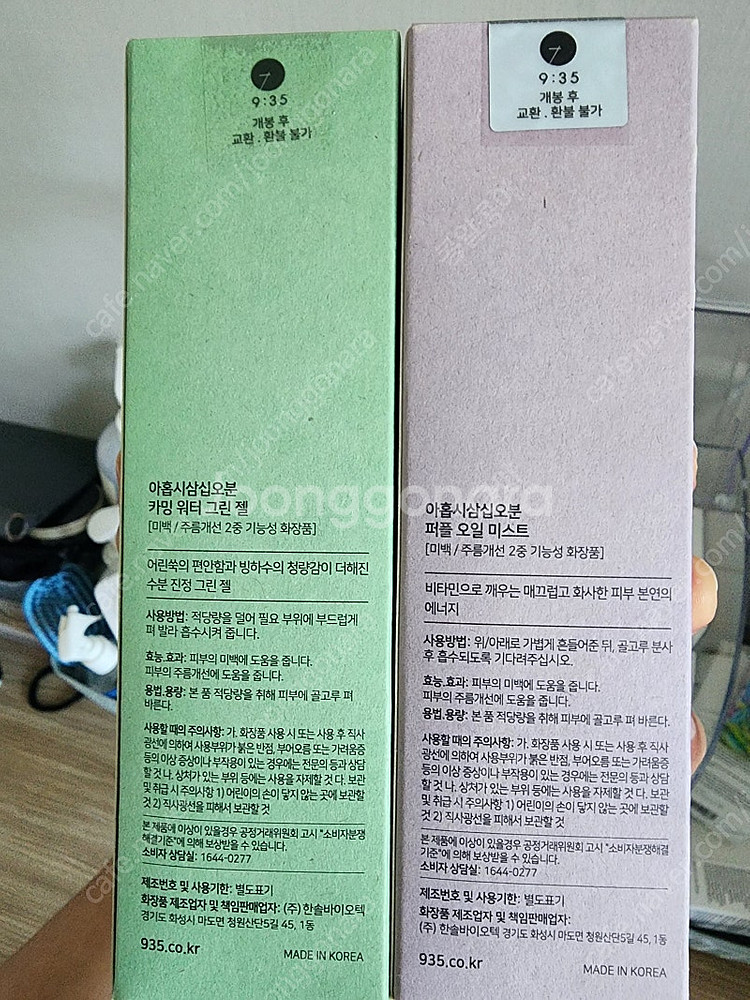 9:35
개봉 후
교환 . 환불 불가
아홉시삼십오분
카밍 워터 그린 젤
[미백 / 주름개선 2중 기능성 화장품]
어린쑥의 편안함과 빙하수의 청량감이 더해진
수분 진정 그린 젤
사용방법: 적당량을 덜어 필요 부위에 부드럽게
펴 발라 흡수시켜 줍니다.
효능.효과: 피부의 미백에 도움을 줍니다.
피부의 주름개선에 도움을 줍니다.
용법.용량: 본 품 적당량을 취해 피부에 골고루 펴
바른다.
사용할 때의 주의사항: 가. 화장품 사용 시 또는 사용 후 직사
광선에 의하여 사용부위가 붉은 반점, 부어오름 또는 가려움증
등의 이상 증상이나 부작용이 있는 경우에는 전문의 등과 상담
할 것 나. 상처가 있는 부위 등에는 사용을 자제할 것 다. 보관
및 취급 시 주의사항 1) 어린이의 손이 닿지 않는 곳에 보관할
것 2) 직사광선을 피해서 보관할 것
본 제품에 이상이 있을경우 공정거래위원회 고시 "소비자분쟁
해결기준"에 의해 보상받을 수 있습니다.
소비자 상담실: 1644-0277
제조번호 및 사용기한: 별도표기
화장품 제조업자 및 책임판매업자: (주) 한솔바이오텍
경기도 화성시 마도면 청원산단5길 45, 1동
935.co.kr
MADE IN KOREA
9:35
개봉 후
교환 . 환불 불가
아홉시삼십오분
퍼플 오일 미스트
[미백 / 주름개선 2중 기능성 화장품]
비타민으로 깨우는 매끄럽고 화사한 피부 본연의
에너지
사용방법: 위/아래로 가볍게 흔들어준 뒤, 골고루 분사
후 흡수되도록 기다려주십시오.
효능.효과: 피부의 미백에 도움을 줍니다.
피부의 주름개선에 도움을 줍니다.
용법.용량: 본 품 적당량을 취해 피부에 골고루 펴 바른다.
사용할 때의 주의사항: 가. 화장품 사용 시 또는 사용 후 직사
광선에 의하여 사용부위가 붉은 반점, 부어오름 또는 가려움증
등의 이상 증상이나 부작용이 있는 경우에는 전문의 등과 상담
할 것 나. 상처가 있는 부위 등에는 사용을 자제할 것 다. 보관
및 취급 시 주의사항 1) 어린이의 손이 닿지 않는 곳에 보관할
것 2) 직사광선을 피해서 보관할 것
본 제품에 이상이 있을경우 공정거래위원회 고시 "소비자분쟁해결
기준"에 의해 보상받을 수 있습니다.
소비자 상담실: 1644-0277
제조번호 및 사용기한: 별도표기
화장품 제조업자 및 책임판매업자:
(주) 한솔바이오텍 경기도 화성시 마도면 청원산단5길 45, 1동
935.co.kr
MADE IN KOREA
joonggonara
cafe.naver.com/joonggonara